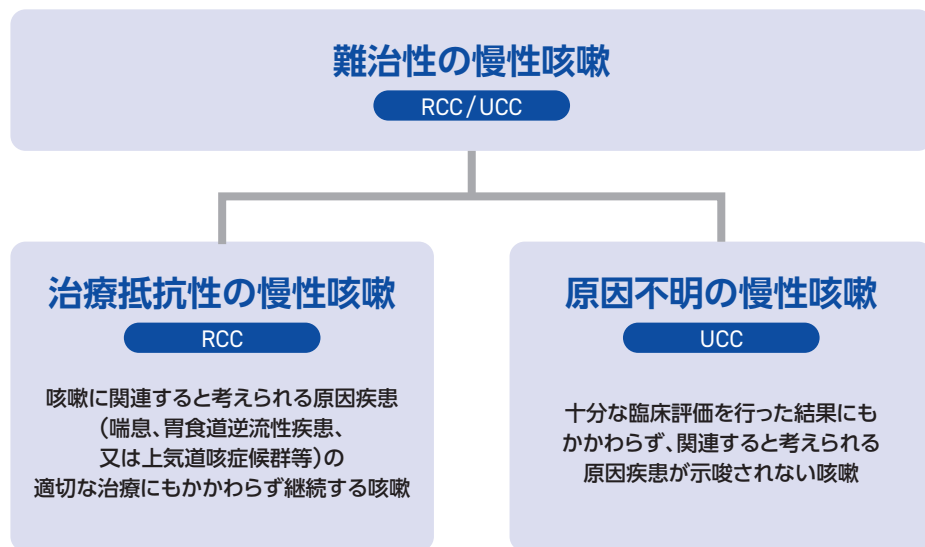 難治性の慢性咳嗽
RCC/UCC
治療抵抗性の慢性咳嗽
RCC
咳嗽に関連すると考えられる原因疾患
(喘息、胃食道逆流性疾患、
又は上気道咳症候群等)の
適切な治療にもかかわらず継続する咳嗽
原因不明の慢性咳嗽
UCC
十分な臨床評価を行った結果にも
かかわらず、関連すると考えられる
原因疾患が示唆されない咳嗽